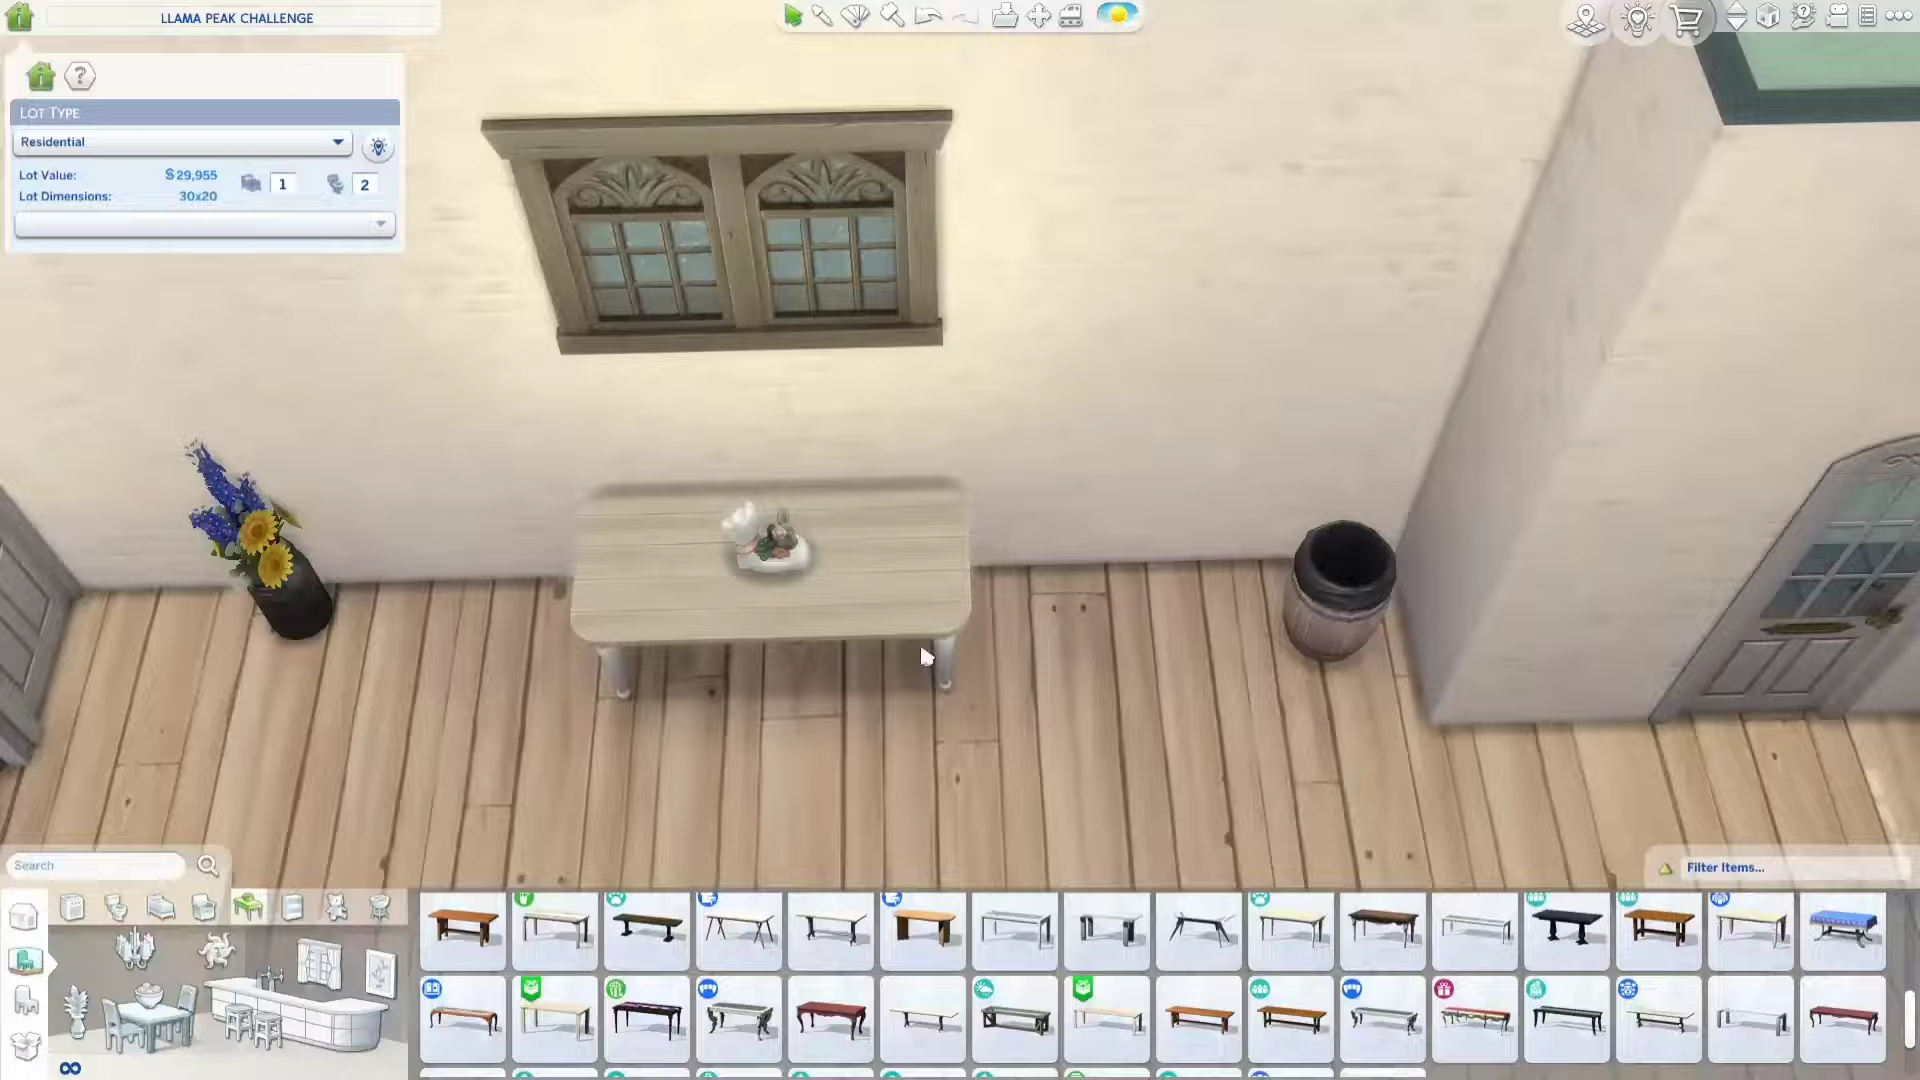 LLAMA PEAK CHALLENGE
LOT TYPE
Residential
Lot Value: $29,955 1 2
Lot Dimensions: 30x20
Search
Filter Items...